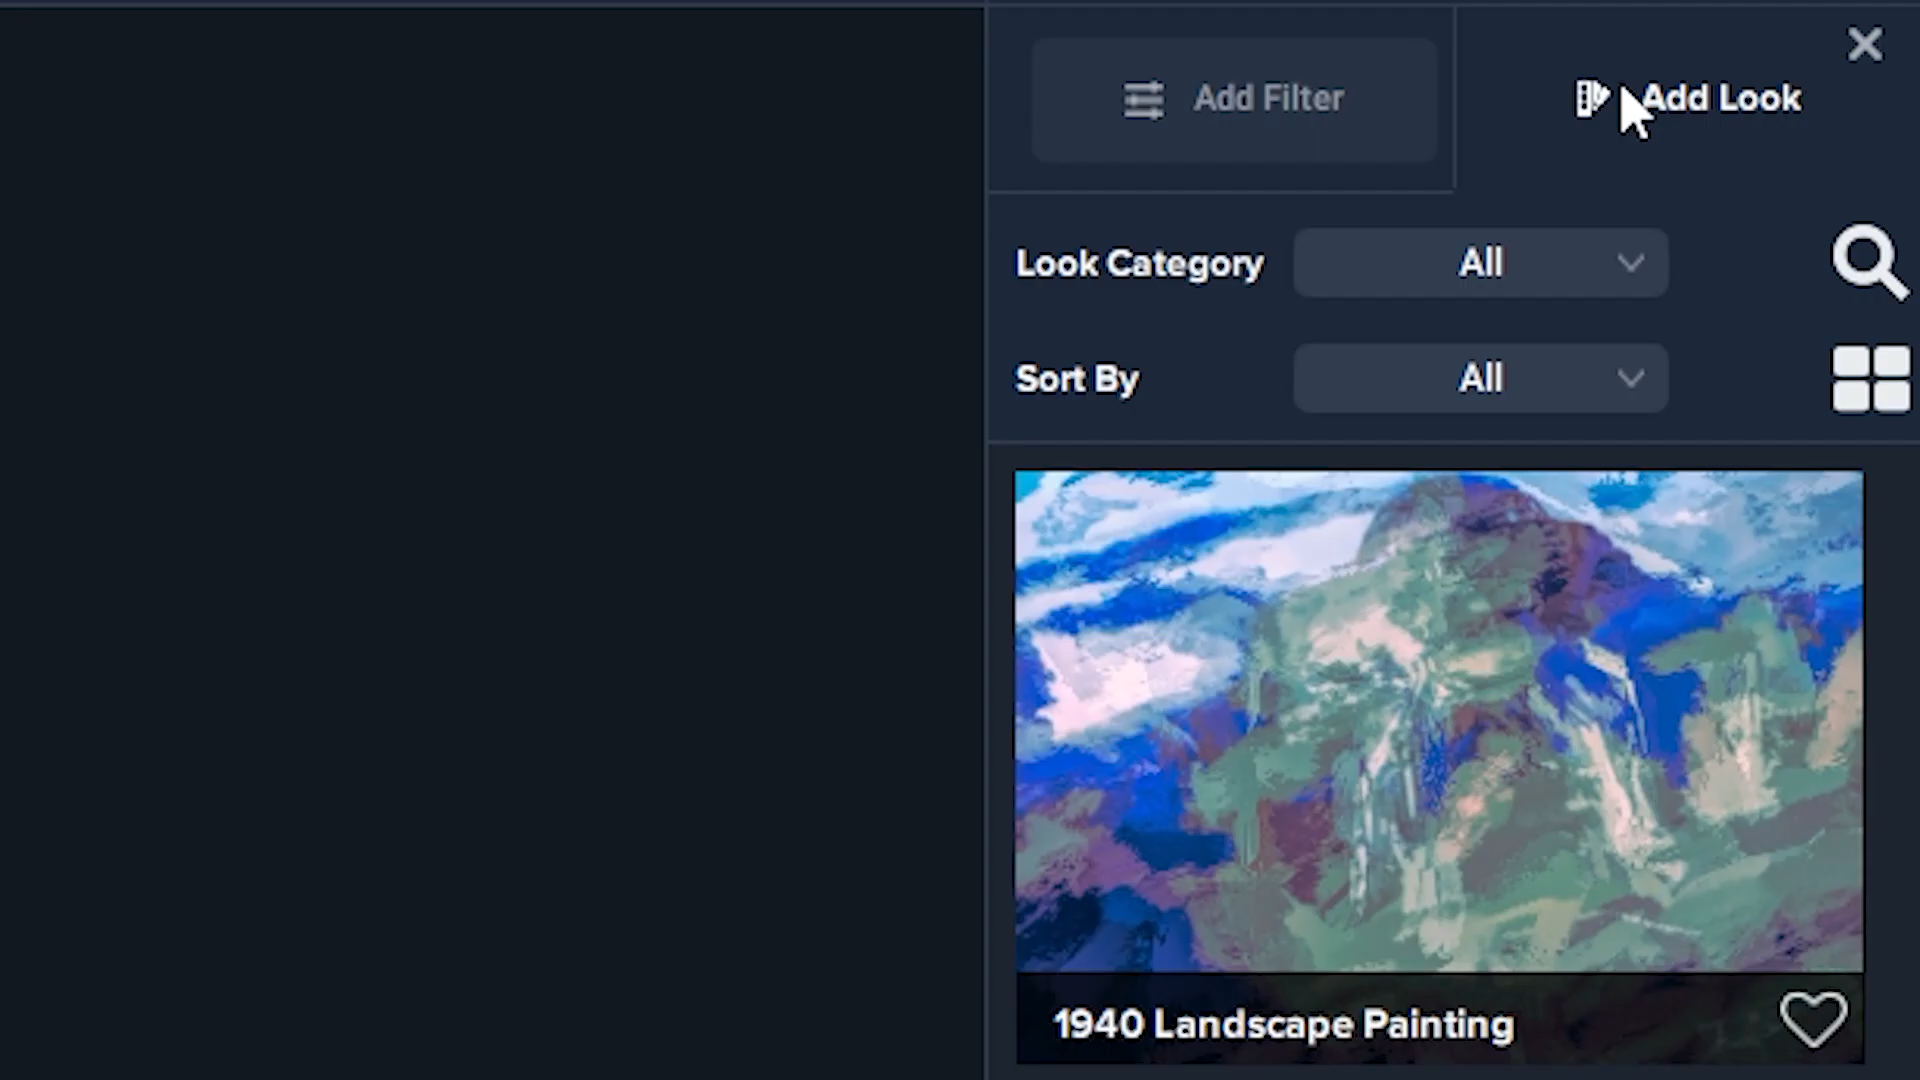 Add Filter
Add Look
Look Category
All
Sort By
All
1940 Landscape Painting